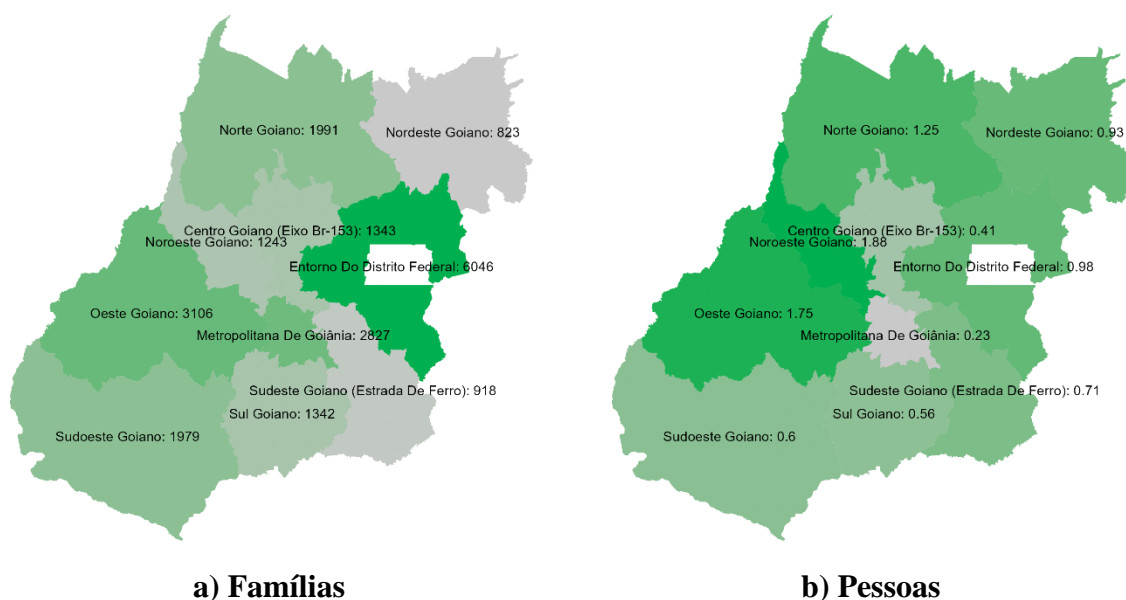 Norte Goiano: 1991
Nordeste Goiano: 823
Centro Goiano (Eixo Br-153): 1343
Noroeste Goiano: 1243
Entorno Do Distrito Federal: 6046
Oeste Goiano: 3106
Metropolitana De Goiânia: 2827
Sudeste Goiano (Estrada De Ferro): 918
Sul Goiano: 1342
Sudoeste Goiano: 1979
a) Famílias
Norte Goiano: 1.25
Nordeste Goiano: 0.93
Centro Goiano (Eixo Br-153): 0.41
Noroeste Goiano: 1.88
Entorno Do Distrito Federal: 0.98
Oeste Goiano: 1.75
Metropolitana De Goiânia: 0.23
Sudeste Goiano (Estrada De Ferro): 0.71
Sul Goiano: 0.56
Sudoeste Goiano: 0.6
b) Pessoas